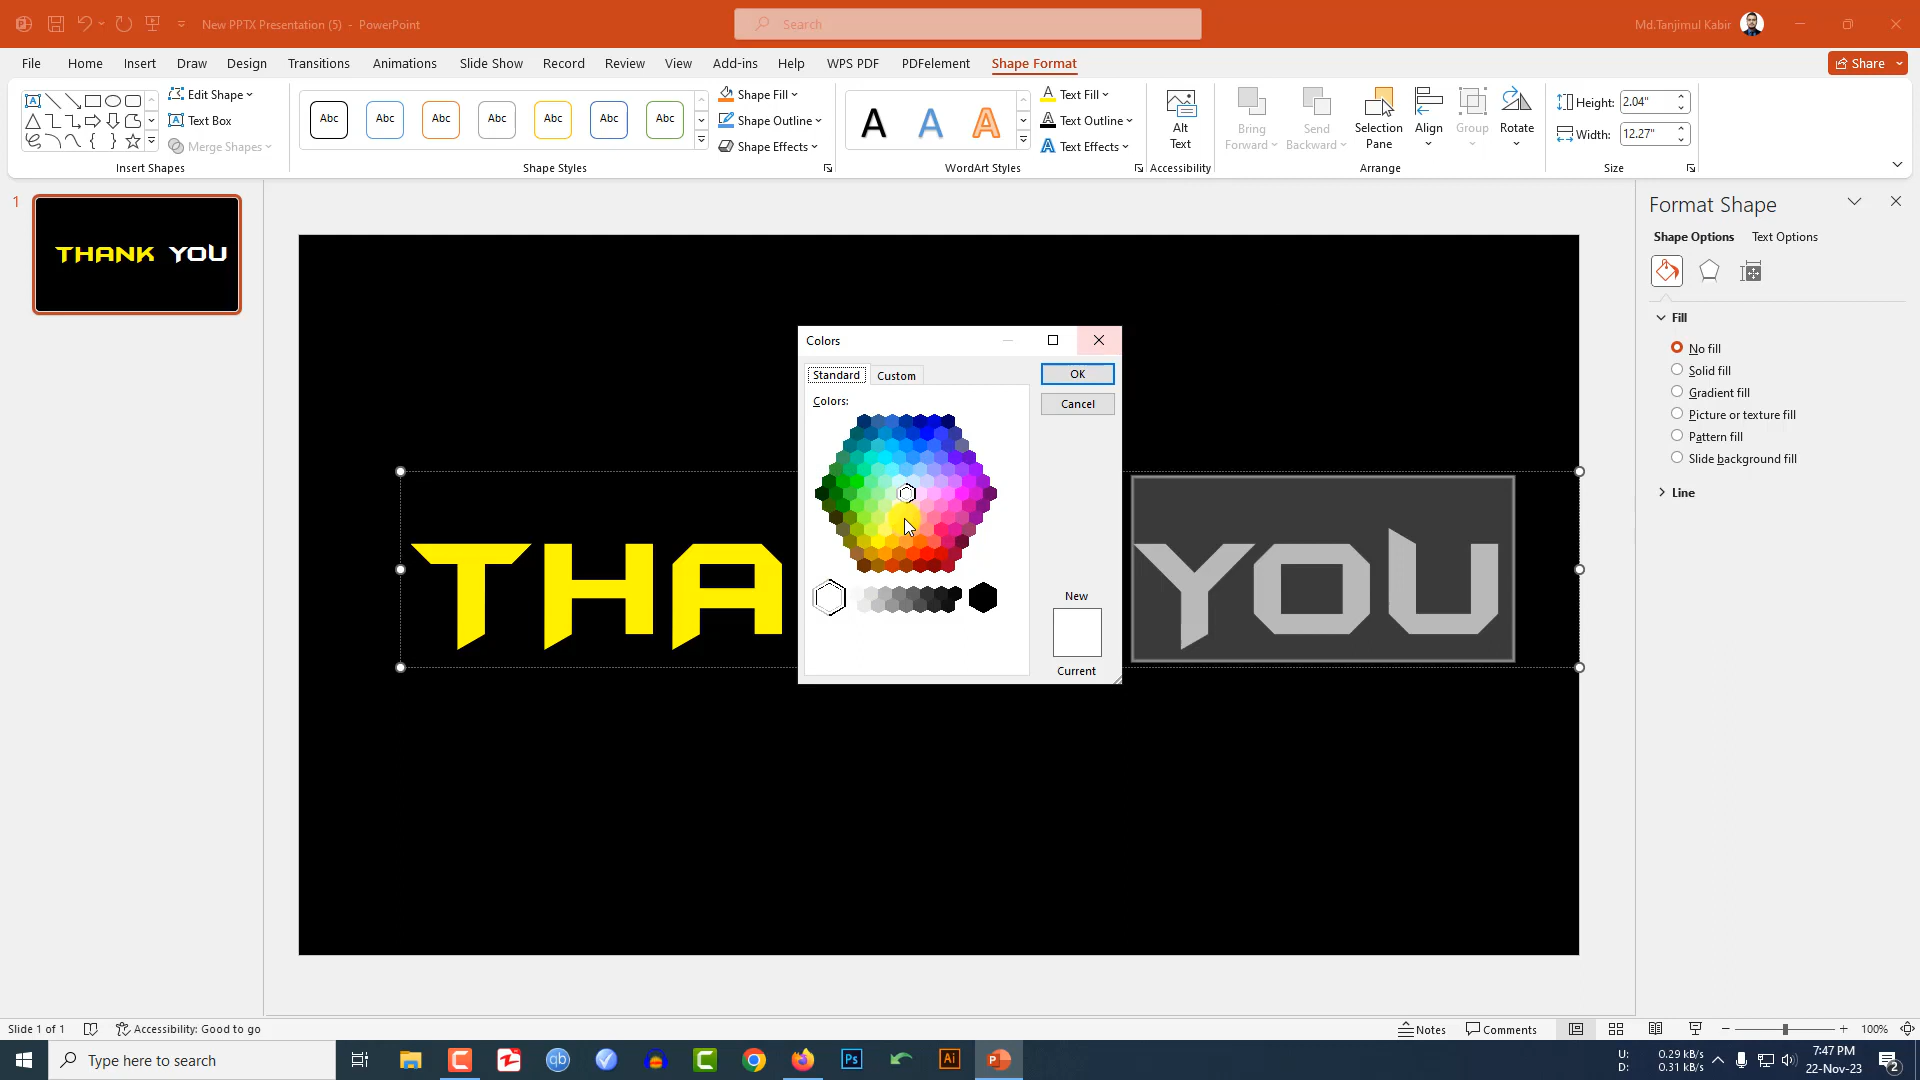 New PPTX Presentation (5) - PowerPoint
Search
Md.Tanjimul Kabir
File Home Insert Draw Design Transitions Animations Slide Show Record Review View Add-ins Help WPS PDF PDFelement Shape Format
Share
Edit Shape
Text Box
Merge Shapes
Insert Shapes
Abc Abc Abc Abc Abc Abc Abc
Shape Fill
Shape Outline
Shape Effects
Shape Styles
A A A
Text Fill
Text Outline
Text Effects
WordArt Styles
Alt Text
Accessibility
Bring Forward
Send Backward
Selection Pane
Align
Group
Rotate
Arrange
Height: 2.04"
Width: 12.27"
Size
1
THANK YOU
THA
YOU
Colors
Standard Custom
OK
Cancel
Colors:
New
Current
Format Shape
Shape Options Text Options
Fill
No fill
Solid fill
Gradient fill
Picture or texture fill
Pattern fill
Slide background fill
Line
Slide 1 of 1
Accessibility: Good to go
Notes
Comments
100%
Type here to search
qb
Ps
Ai
U: 0.29 kB/s
D: 0.31 kB/s
7:47 PM
22-Nov-23
2